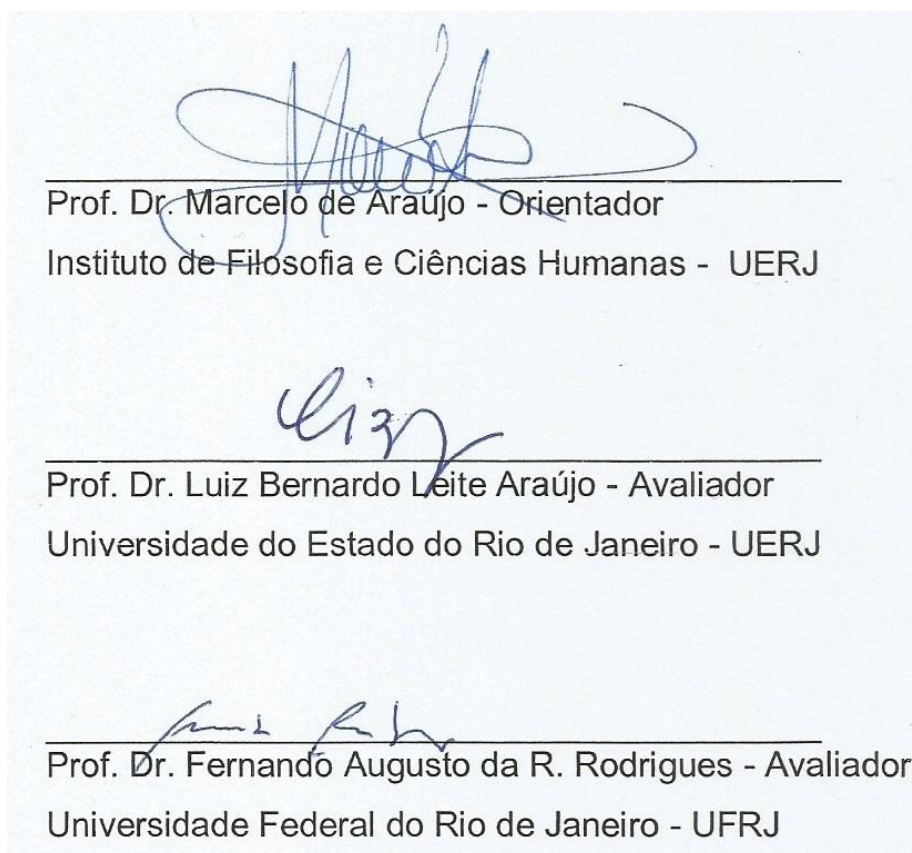 Prof. Dr. Marcelo de Araújo - Orientador
Instituto de Filosofia e Ciências Humanas - UERJ
Prof. Dr. Luiz Bernardo Leite Araújo - Avaliador
Universidade do Estado do Rio de Janeiro - UERJ
Prof. Dr. Fernando Augusto da R. Rodrigues - Avaliador
Universidade Federal do Rio de Janeiro - UFRJ